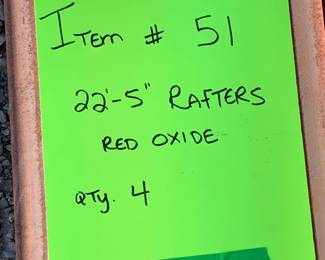 Item # 51
22'-5" RAFTERS
RED OXIDE
QTY. 4